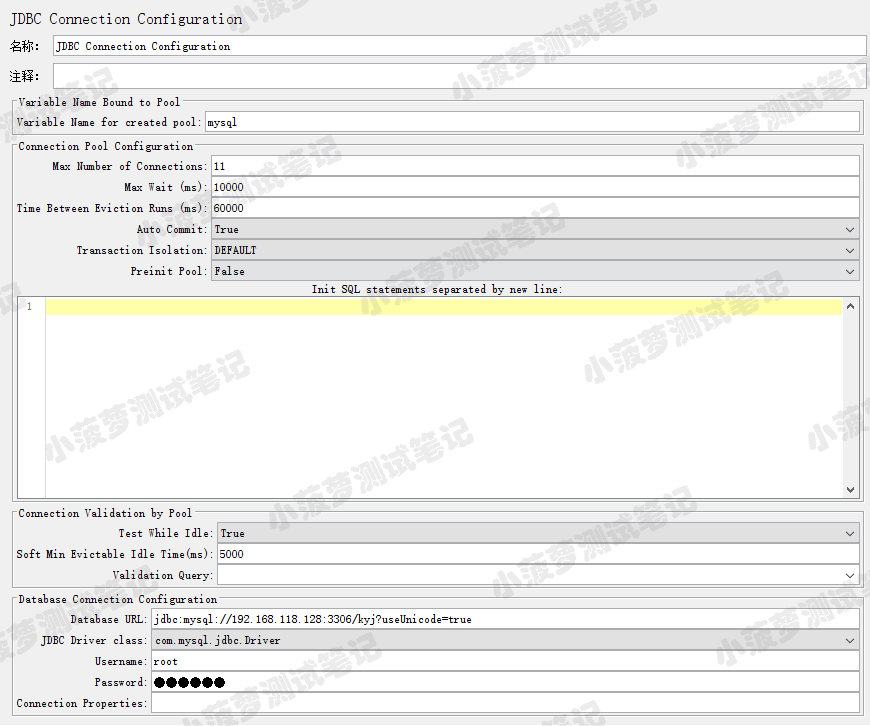 JDBC Connection Configuration
名称： JDBC Connection Configuration
注释：
Variable Name Bound to Pool
Variable Name for created pool: mysql
Connection Pool Configuration
Max Number of Connections: 11
Max Wait (ms): 10000
Time Between Eviction Runs (ms): 60000
Auto Commit: True
Transaction Isolation: DEFAULT
Preinit Pool: False
Init SQL statements separated by new line:
1
Connection Validation by Pool
Test While Idle: True
Soft Min Evictable Idle Time(ms): 5000
Validation Query:
Database Connection Configuration
Database URL: jdbc:mysql://192.168.118.128:3306/kyj?useUnicode=true
JDBC Driver class: com.mysql.jdbc.Driver
Username: root
Password: ●●●●●●
Connection Properties:
小菠萝测试笔记